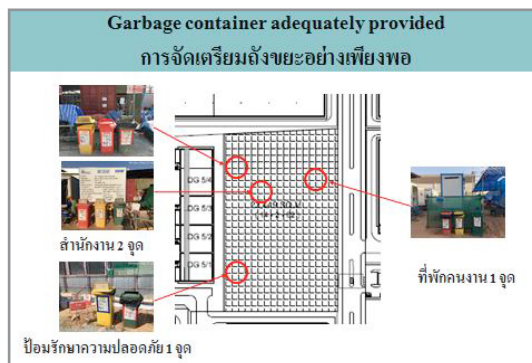 Garbage container adequately provided
การจัดเตรียมถังขยะอย่างเพียงพอ
DG 5/4
DG 5/3
DG 5/2
DG 5/1
สำนักงาน 2 จุด
ที่พักคนงาน 1 จุด
ป้อมรักษาความปลอดภัย 1 จุด